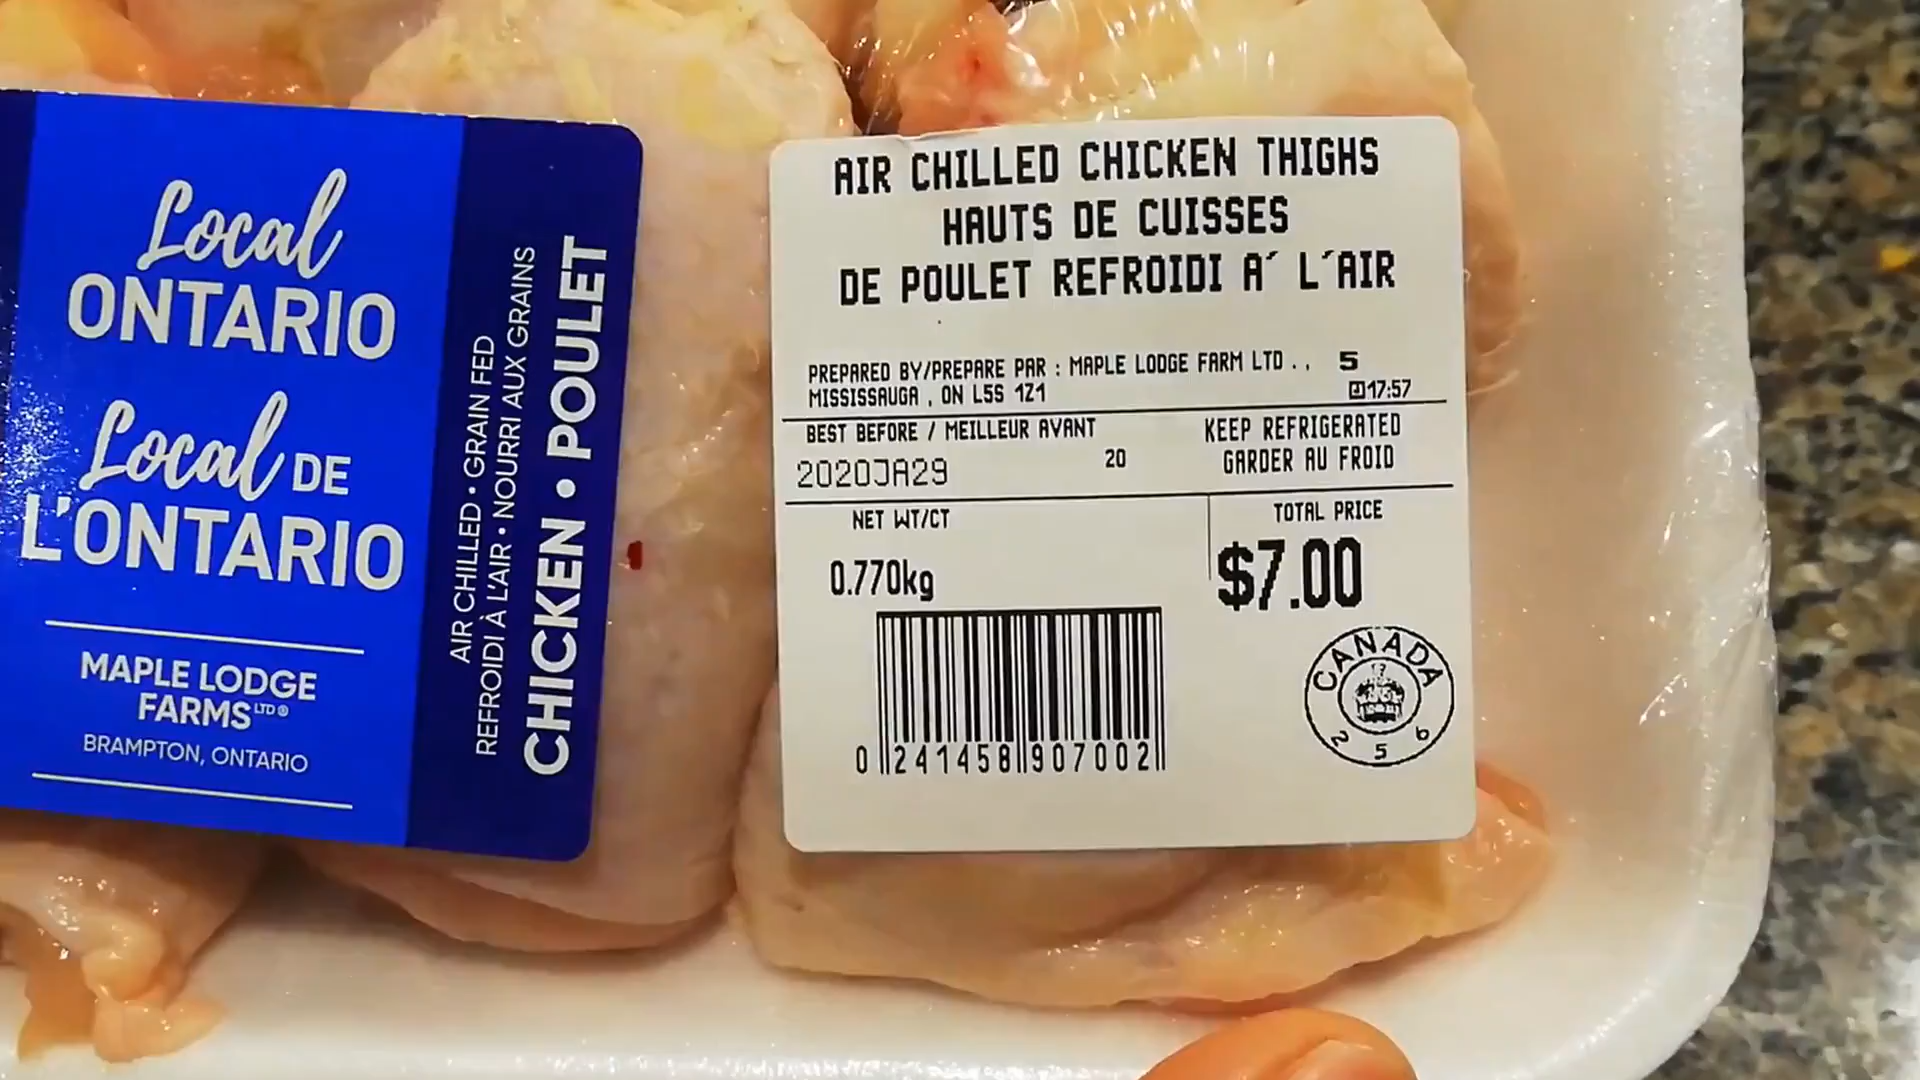 Local
ONTARIO
Local DE
L'ONTARIO
MAPLE LODGE
FARMS LTD®
BRAMPTON, ONTARIO
AIR CHILLED • GRAIN FED
REFROIDI À L'AIR • NOURRI AUX GRAINS
CHICKEN • POULET
AIR CHILLED CHICKEN THIGHS
HAUTS DE CUISSES
DE POULET REFROIDI A´ L´AIR
PREPARED BY/PREPARE PAR : MAPLE LODGE FARM LTD . , 5
MISSISSAUGA , ON L5S 1Z1 17:57
BEST BEFORE / MEILLEUR AVANT
2020JA29 20
KEEP REFRIGERATED
GARDER AU FROID
NET WT/CT
0.770kg
TOTAL PRICE
$7.00
0 241458 907002
CANADA
256